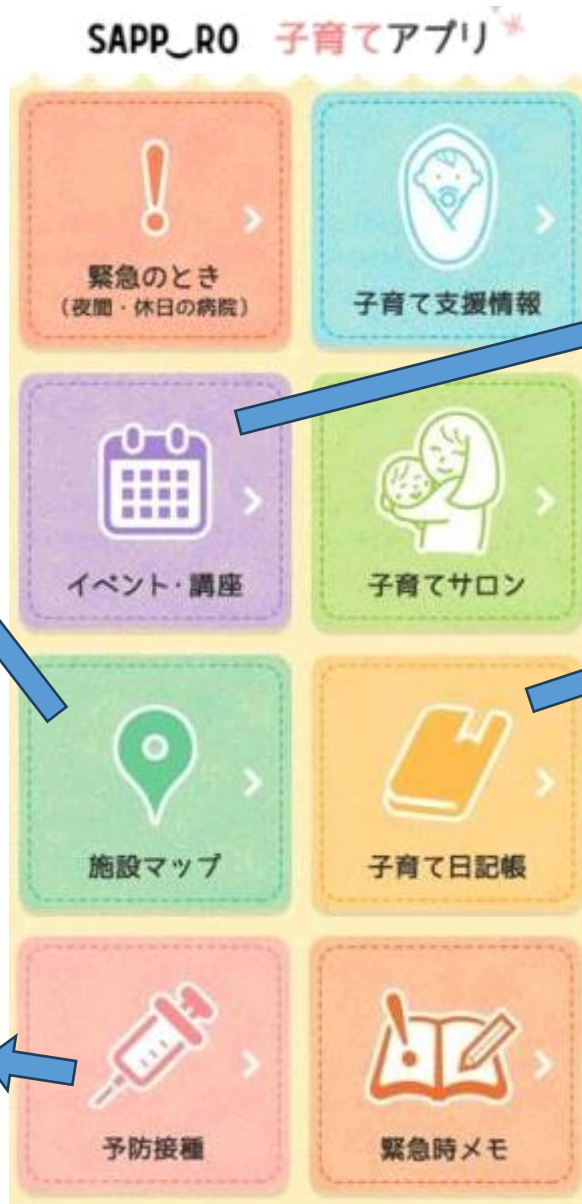 SAPP_RO 子育てアプリ
緊急のとき
（夜間・休日の病院）
子育て支援情報
イベント・講座
子育てサロン
施設マップ
子育て日記帳
予防接種
緊急時メモ